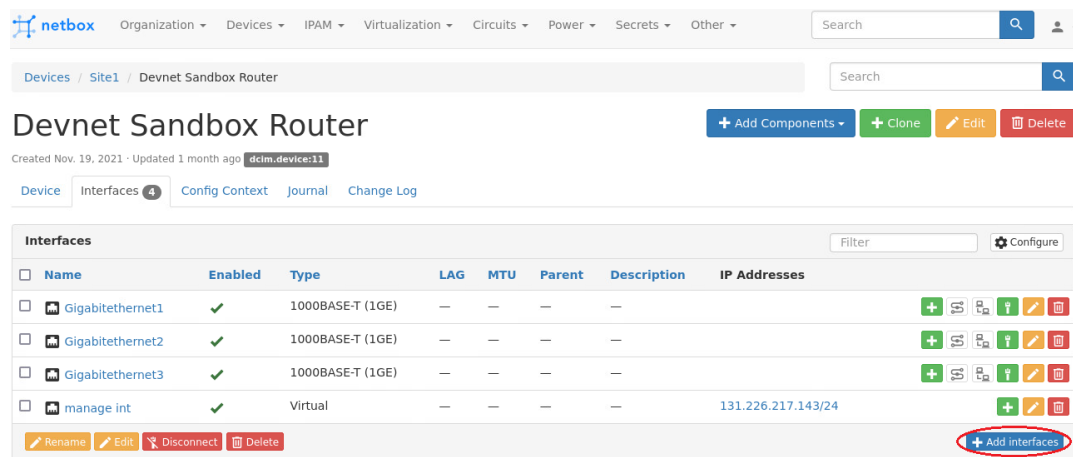 netbox Organization Devices IPAM Virtualization Circuits Power Secrets Other Search
Devices / Site1 / Devnet Sandbox Router Search
Devnet Sandbox Router + Add Components + Clone Edit Delete
Created Nov. 19, 2021 · Updated 1 month ago dcim.device:11
Device Interfaces 4 Config Context Journal Change Log
Interfaces Filter Configure
Name Enabled Type LAG MTU Parent Description IP Addresses
Gigabitethernet1 1000BASE-T (1GE) — — — —
Gigabitethernet2 1000BASE-T (1GE) — — — —
Gigabitethernet3 1000BASE-T (1GE) — — — —
manage int Virtual — — — — 131.226.217.143/24
Rename Edit Disconnect Delete + Add interfaces